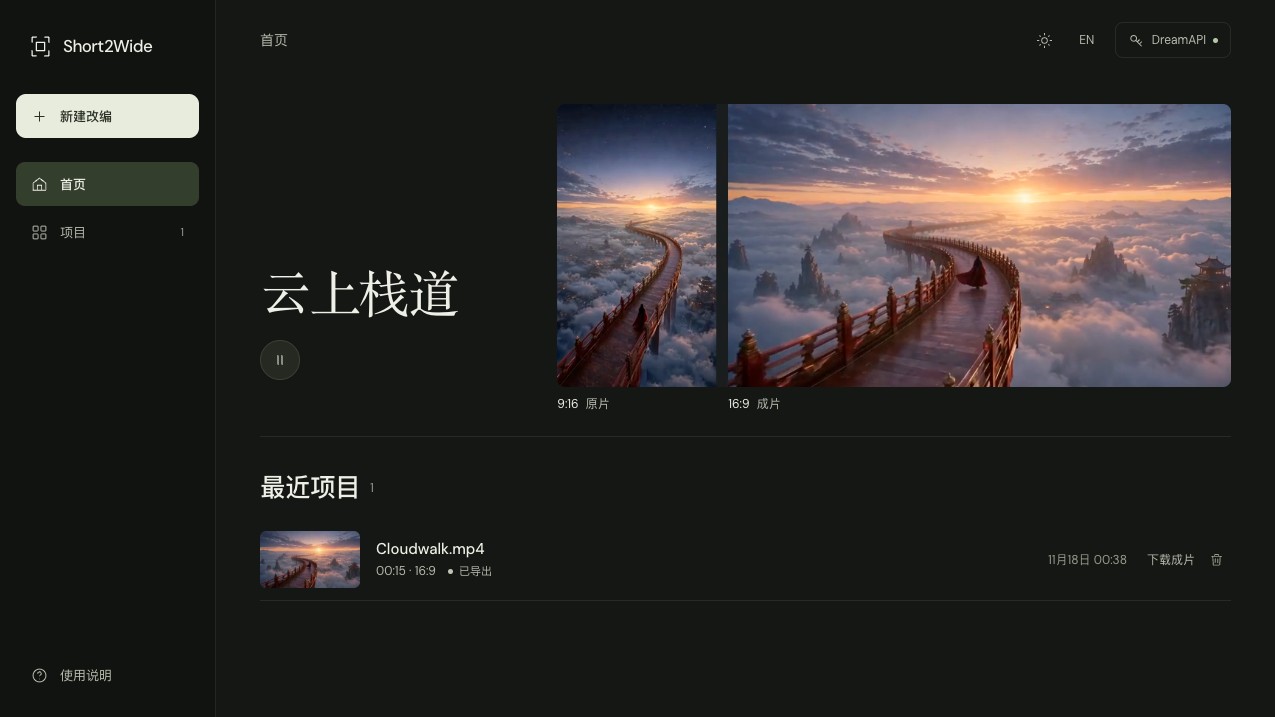 Short2Wide
新建改编
首页
项目 1
使用说明
首页
EN
DreamAPI
云上栈道
9:16 原片
16:9 成片
最近项目 1
Cloudwalk.mp4
00:15 · 16:9 已导出
11月18日 00:38 下载成片